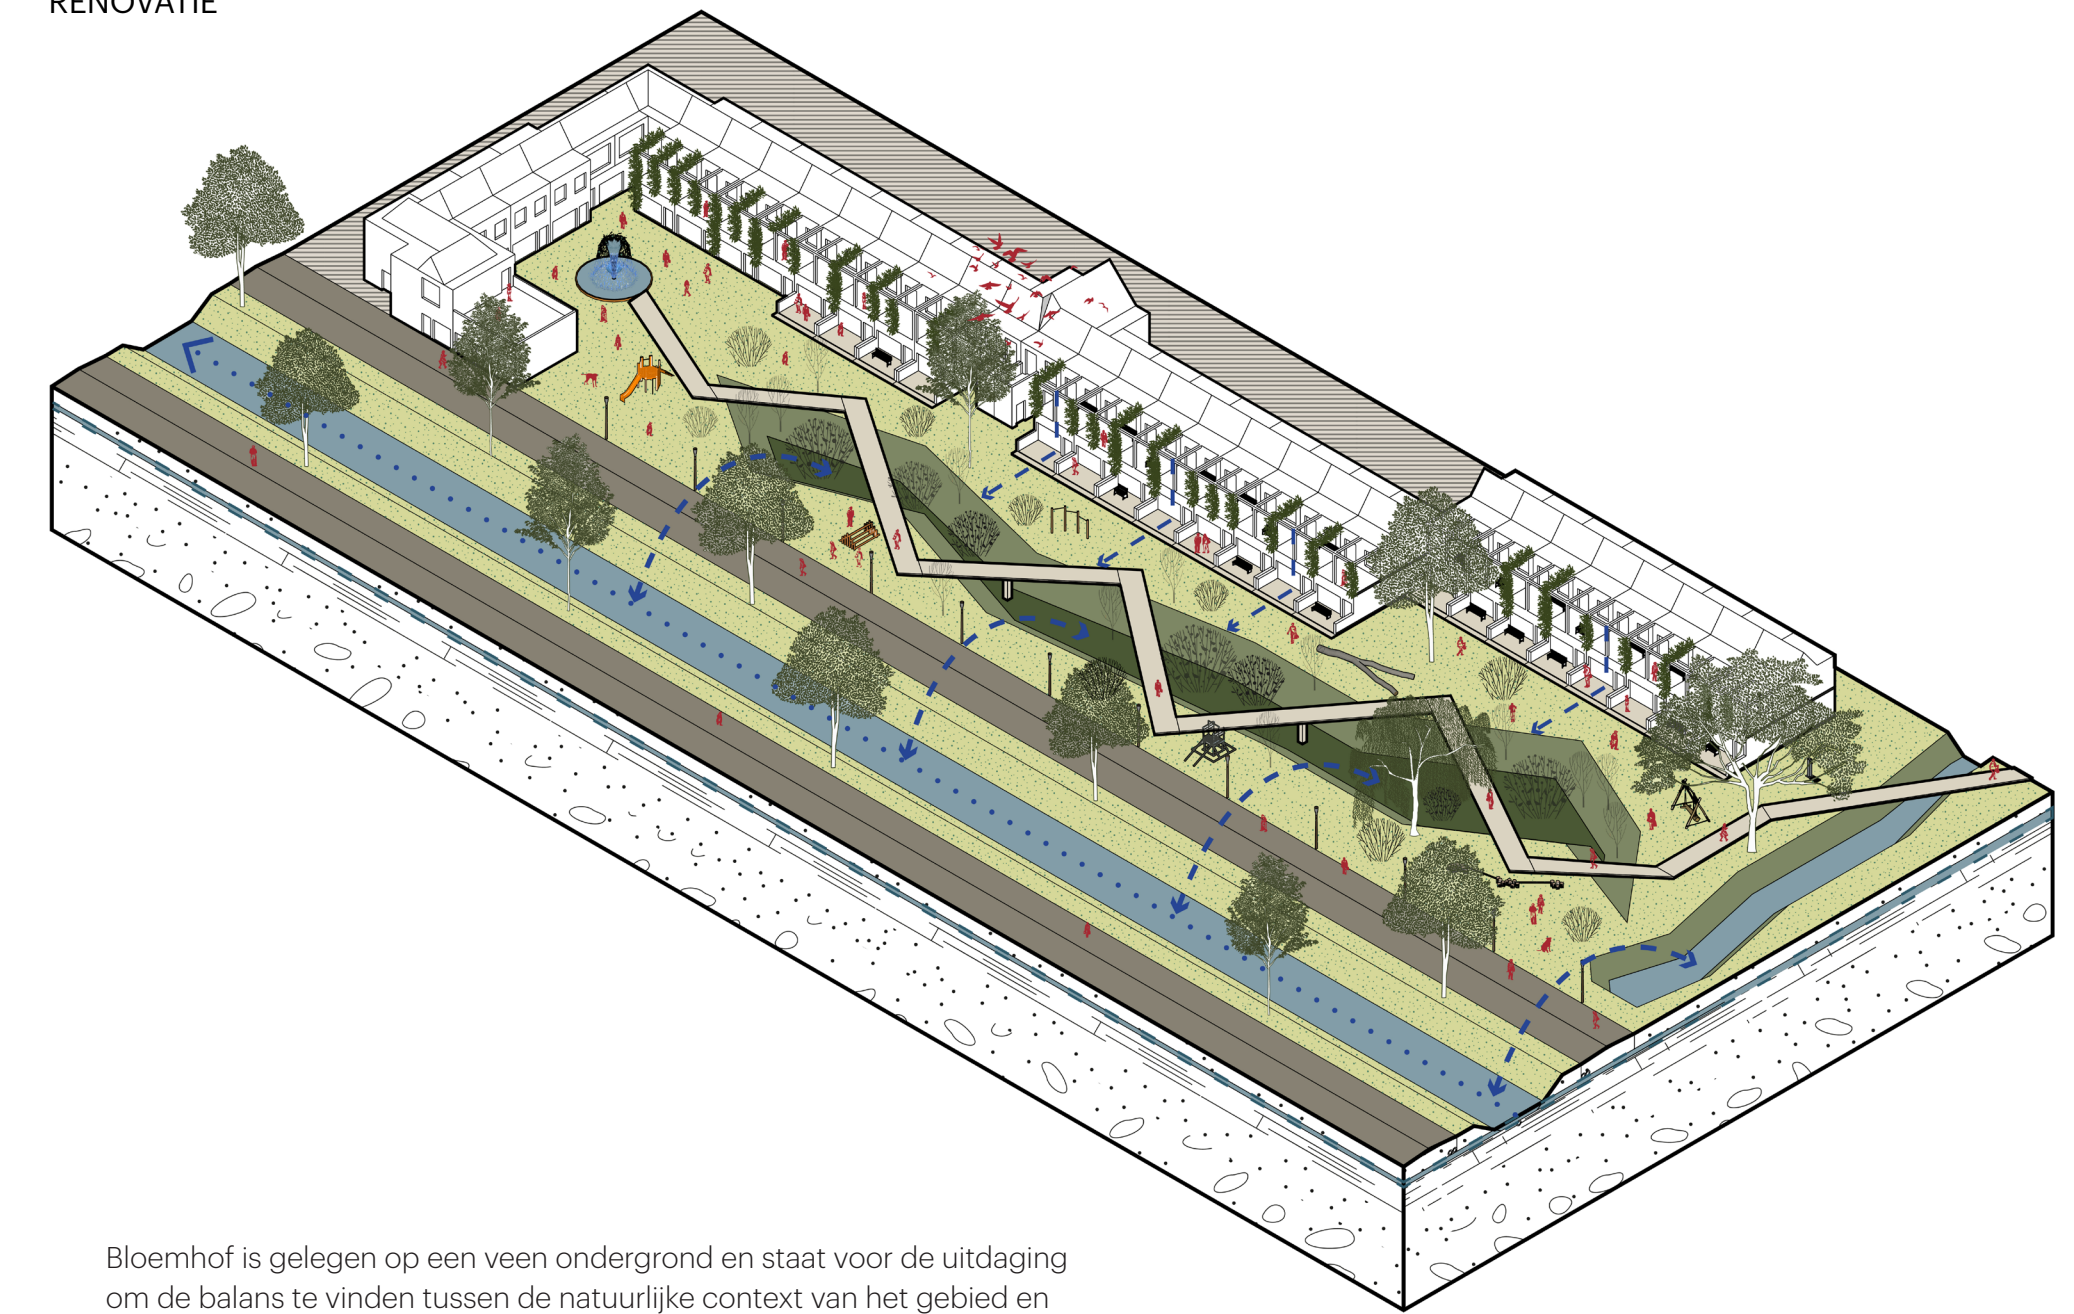 RENOVATIE
Bloemhof is gelegen op een veen ondergrond en staat voor de uitdaging
om de balans te vinden tussen de natuurlijke context van het gebied en